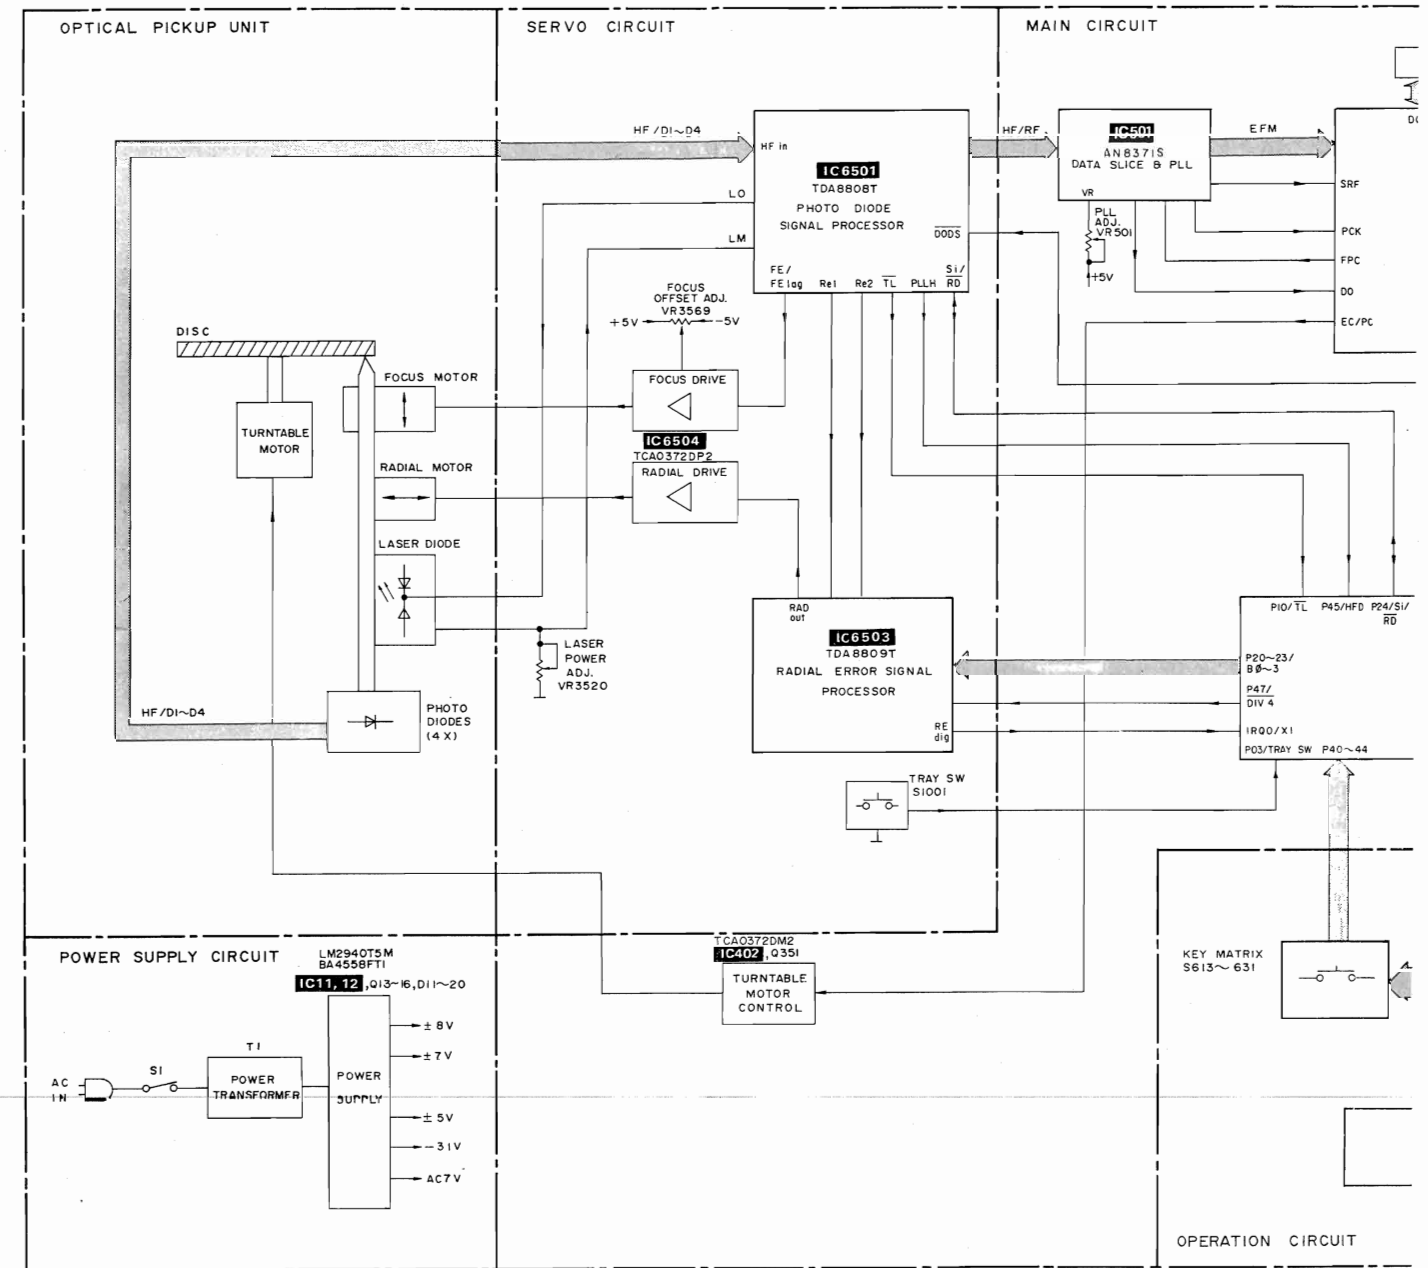 OPTICAL PICKUP UNIT
SERVO CIRCUIT
MAIN CIRCUIT
HF/D1~D4
HF in
IC6501
TDA8808T
PHOTO DIODE
SIGNAL PROCESSOR
LO
LM
DODS
FE/
FE lag
Re1
Re2
TL
PLLH
Si/
RD
HF/RF
IC501
AN8371S
DATA SLICE & PLL
VR
PLL
ADJ.
VR501
+5V
EFM
SRF
PCK
FPC
DO
EC/PC
FOCUS
OFFSET ADJ.
VR3569
+5V
-5V
DISC
FOCUS MOTOR
TURNTABLE
MOTOR
FOCUS DRIVE
IC6504
TCA0372DP2
RADIAL DRIVE
RADIAL MOTOR
LASER DIODE
LASER
POWER
ADJ.
VR3520
RAD
out
IC6503
TDA8809T
RADIAL ERROR SIGNAL
PROCESSOR
RE
dig
P10/TL
P45/HFD
P24/Si/
RD
P20~23/
BØ~3
P47/
DIV 4
IRQ0/X1
P03/TRAY SW
P40~44
HF/D1~D4
PHOTO
DIODES
(4X)
TRAY SW
S1001
POWER SUPPLY CIRCUIT
LM2940T5M
BA4558FT1
IC11, 12 ,Q13~16,D11~20
TCA0372DM2
IC402 ,Q351
TURNTABLE
MOTOR
CONTROL
KEY MATRIX
S613~631
AC
IN
S1
T1
POWER
TRANSFORMER
POWER
SUPPLY
±8V
±7V
±5V
-31V
AC7V
OPERATION CIRCUIT